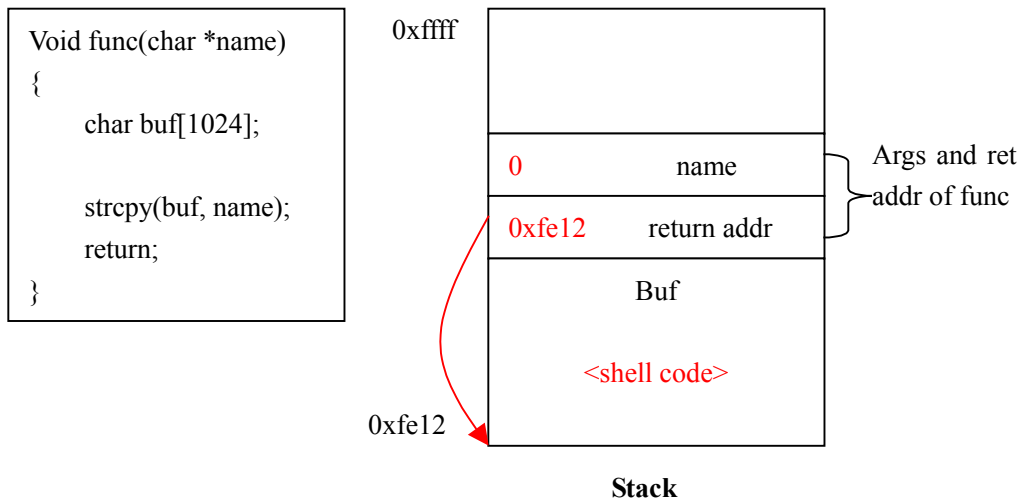 Void func(char *name)
{
char buf[1024];
strcpy(buf, name);
return;
}
0xffff
0 name
0xfe12 return addr
Args and ret
addr of func
Buf
<shell code>
0xfe12
Stack